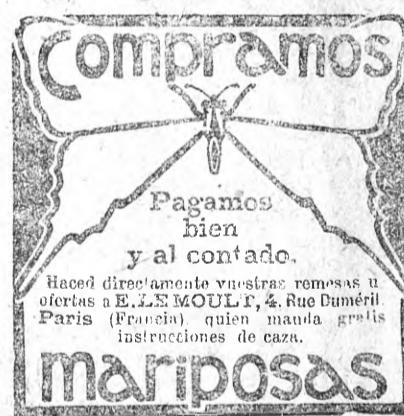 Compramos
Pagamos
bien
y al contado.
Haced directamente vuestras remesas u
ofertas a E. LE MOULT, 4, Rue Duméril.
Paris (Francia) quien manda gratis
instrucciones de caza.
mariposas